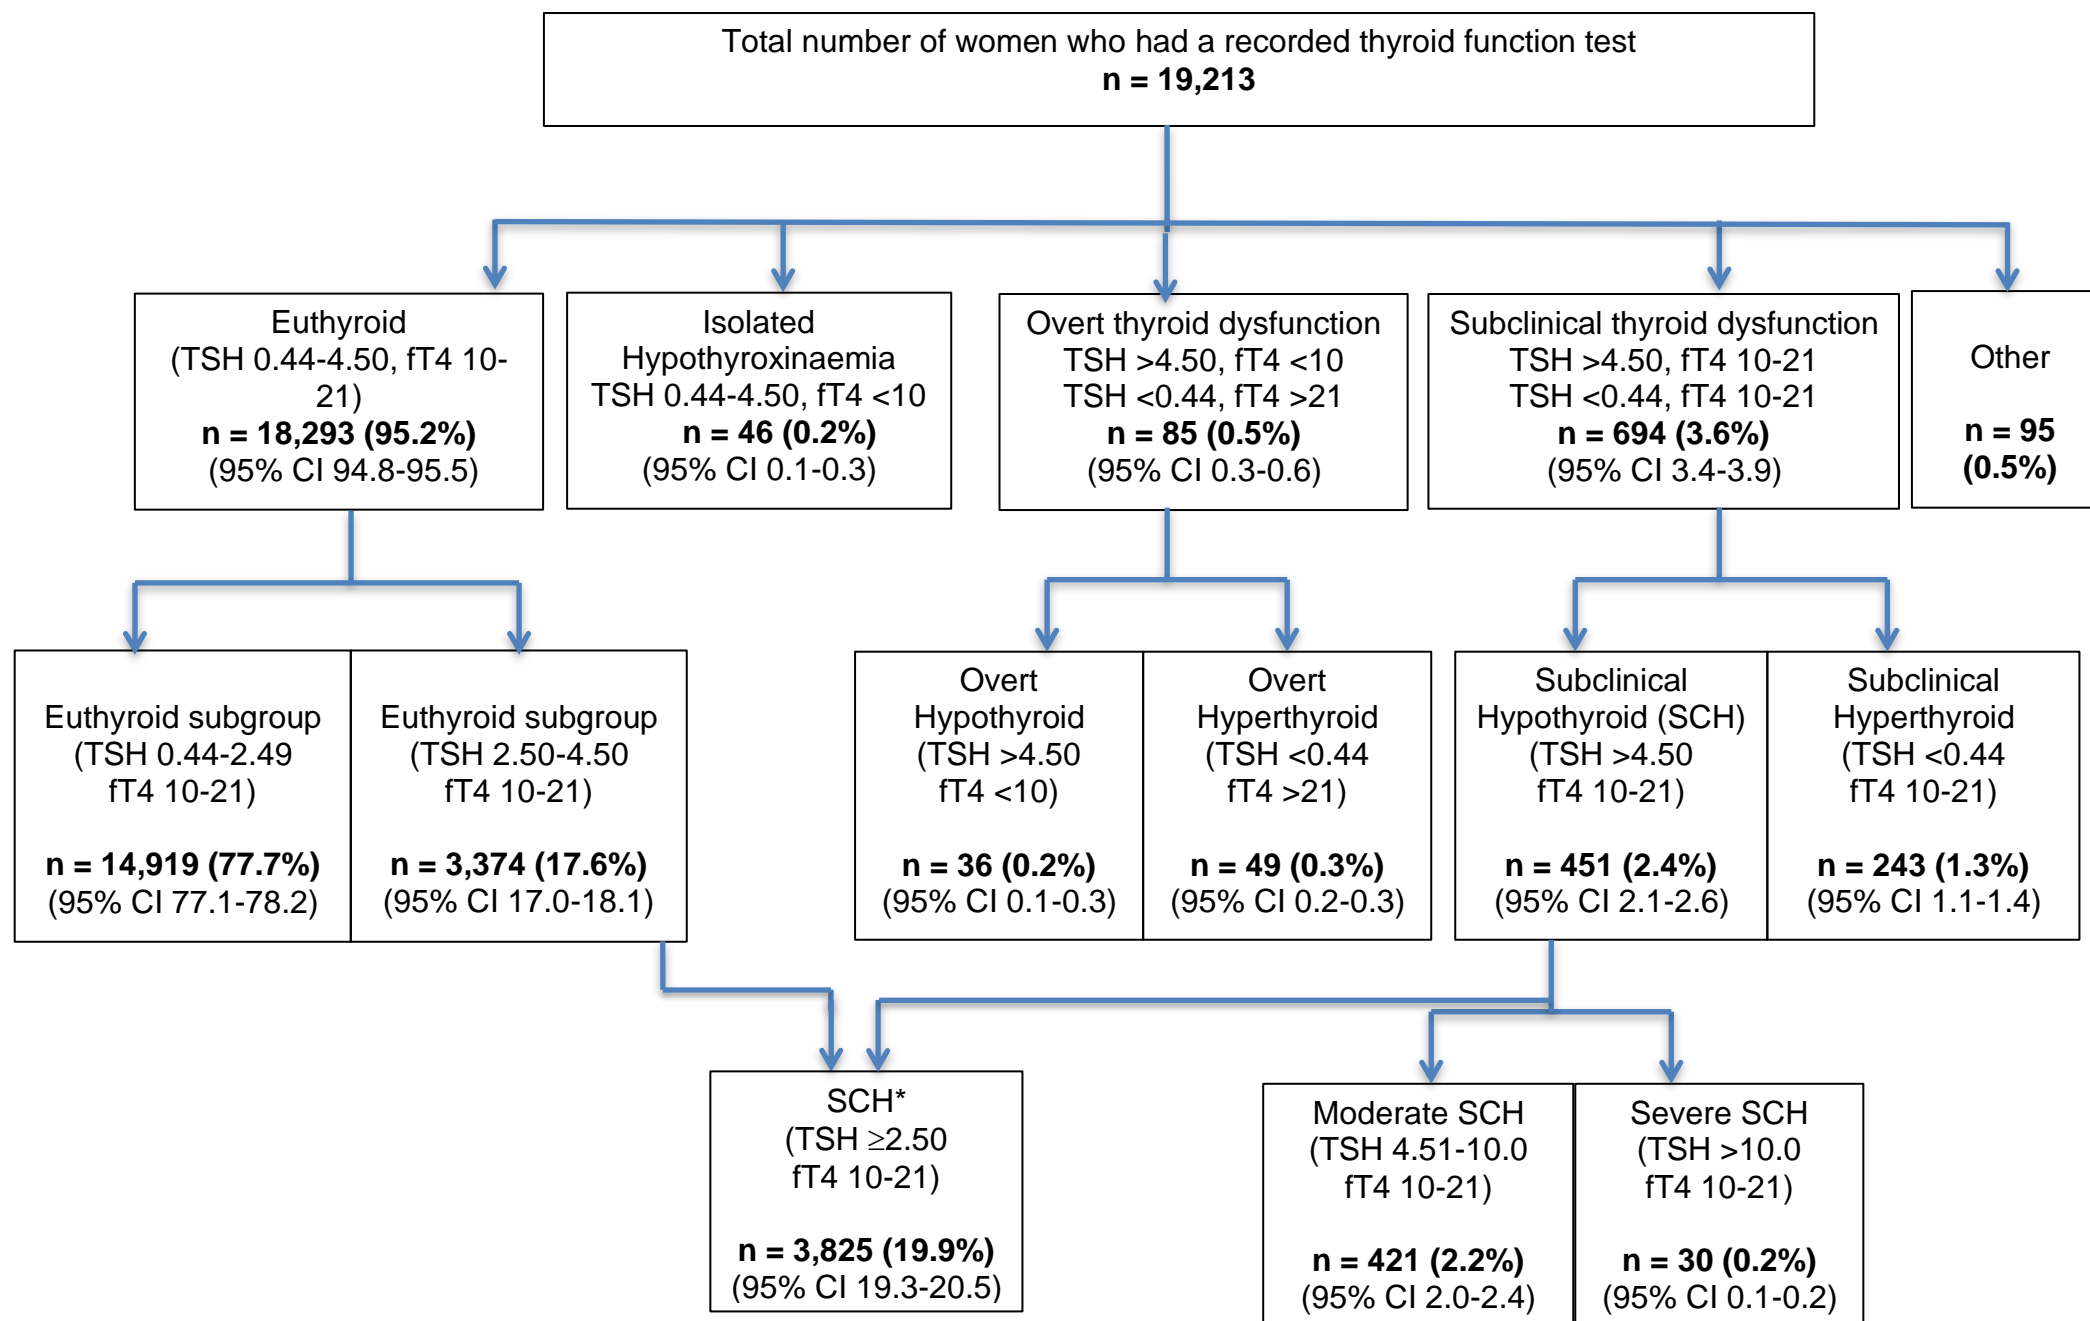 Total number of women who had a recorded thyroid function test
n = 19,213
Euthyroid
(TSH 0.44-4.50, fT4 10-
21)
n = 18,293 (95.2%)
(95% CI 94.8-95.5)
Isolated
Hypothyroxinaemia
TSH 0.44-4.50, fT4 <10
n = 46 (0.2%)
(95% CI 0.1-0.3)
Overt thyroid dysfunction
TSH >4.50, fT4 <10
TSH <0.44, fT4 >21
n = 85 (0.5%)
(95% CI 0.3-0.6)
Subclinical thyroid dysfunction
TSH >4.50, fT4 10-21
TSH <0.44, fT4 10-21
n = 694 (3.6%)
(95% CI 3.4-3.9)
Other
n = 95
(0.5%)
Euthyroid subgroup
(TSH 0.44-2.49
fT4 10-21)
n = 14,919 (77.7%)
(95% CI 77.1-78.2)
Euthyroid subgroup
(TSH 2.50-4.50
fT4 10-21)
n = 3,374 (17.6%)
(95% CI 17.0-18.1)
Overt
Hypothyroid
(TSH >4.50
fT4 <10)
n = 36 (0.2%)
(95% CI 0.1-0.3)
Overt
Hyperthyroid
(TSH <0.44
fT4 >21)
n = 49 (0.3%)
(95% CI 0.2-0.3)
Subclinical
Hypothyroid (SCH)
(TSH >4.50
fT4 10-21)
n = 451 (2.4%)
(95% CI 2.1-2.6)
Subclinical
Hyperthyroid
(TSH <0.44
fT4 10-21)
n = 243 (1.3%)
(95% CI 1.1-1.4)
SCH*
(TSH ≥2.50
fT4 10-21)
n = 3,825 (19.9%)
(95% CI 19.3-20.5)
Moderate SCH
(TSH 4.51-10.0
fT4 10-21)
n = 421 (2.2%)
(95% CI 2.0-2.4)
Severe SCH
(TSH >10.0
fT4 10-21)
n = 30 (0.2%)
(95% CI 0.1-0.2)